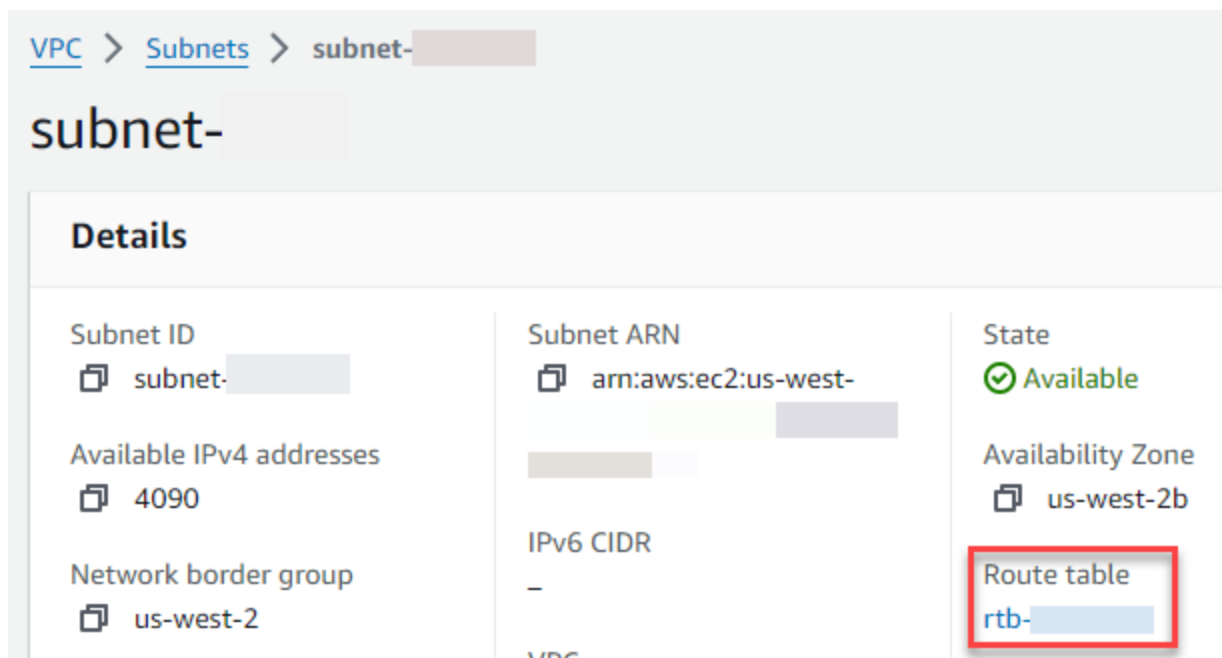 VPC > Subnets > subnet-
subnet-
Details
Subnet ID
subnet-
Available IPv4 addresses
4090
Network border group
us-west-2
Subnet ARN
arn:aws:ec2:us-west-
IPv6 CIDR
–
VPC
State
Available
Availability Zone
us-west-2b
Route table
rtb-